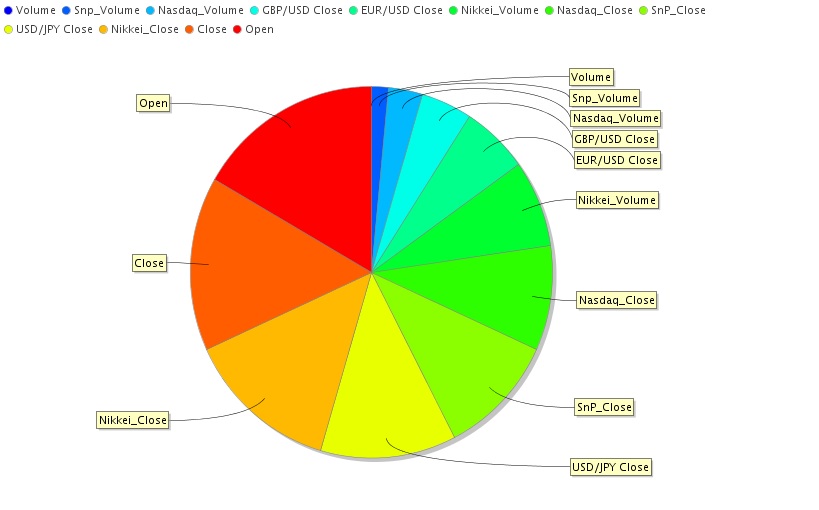 Volume Snp_Volume Nasdaq_Volume GBP/USD Close EUR/USD Close Nikkei_Volume Nasdaq_Close SnP_Close
USD/JPY Close Nikkei_Close Close Open
Volume
Snp_Volume
Open
Nasdaq_Volume
GBP/USD Close
EUR/USD Close
Nikkei_Volume
Close
Nasdaq_Close
SnP_Close
Nikkei_Close
USD/JPY Close